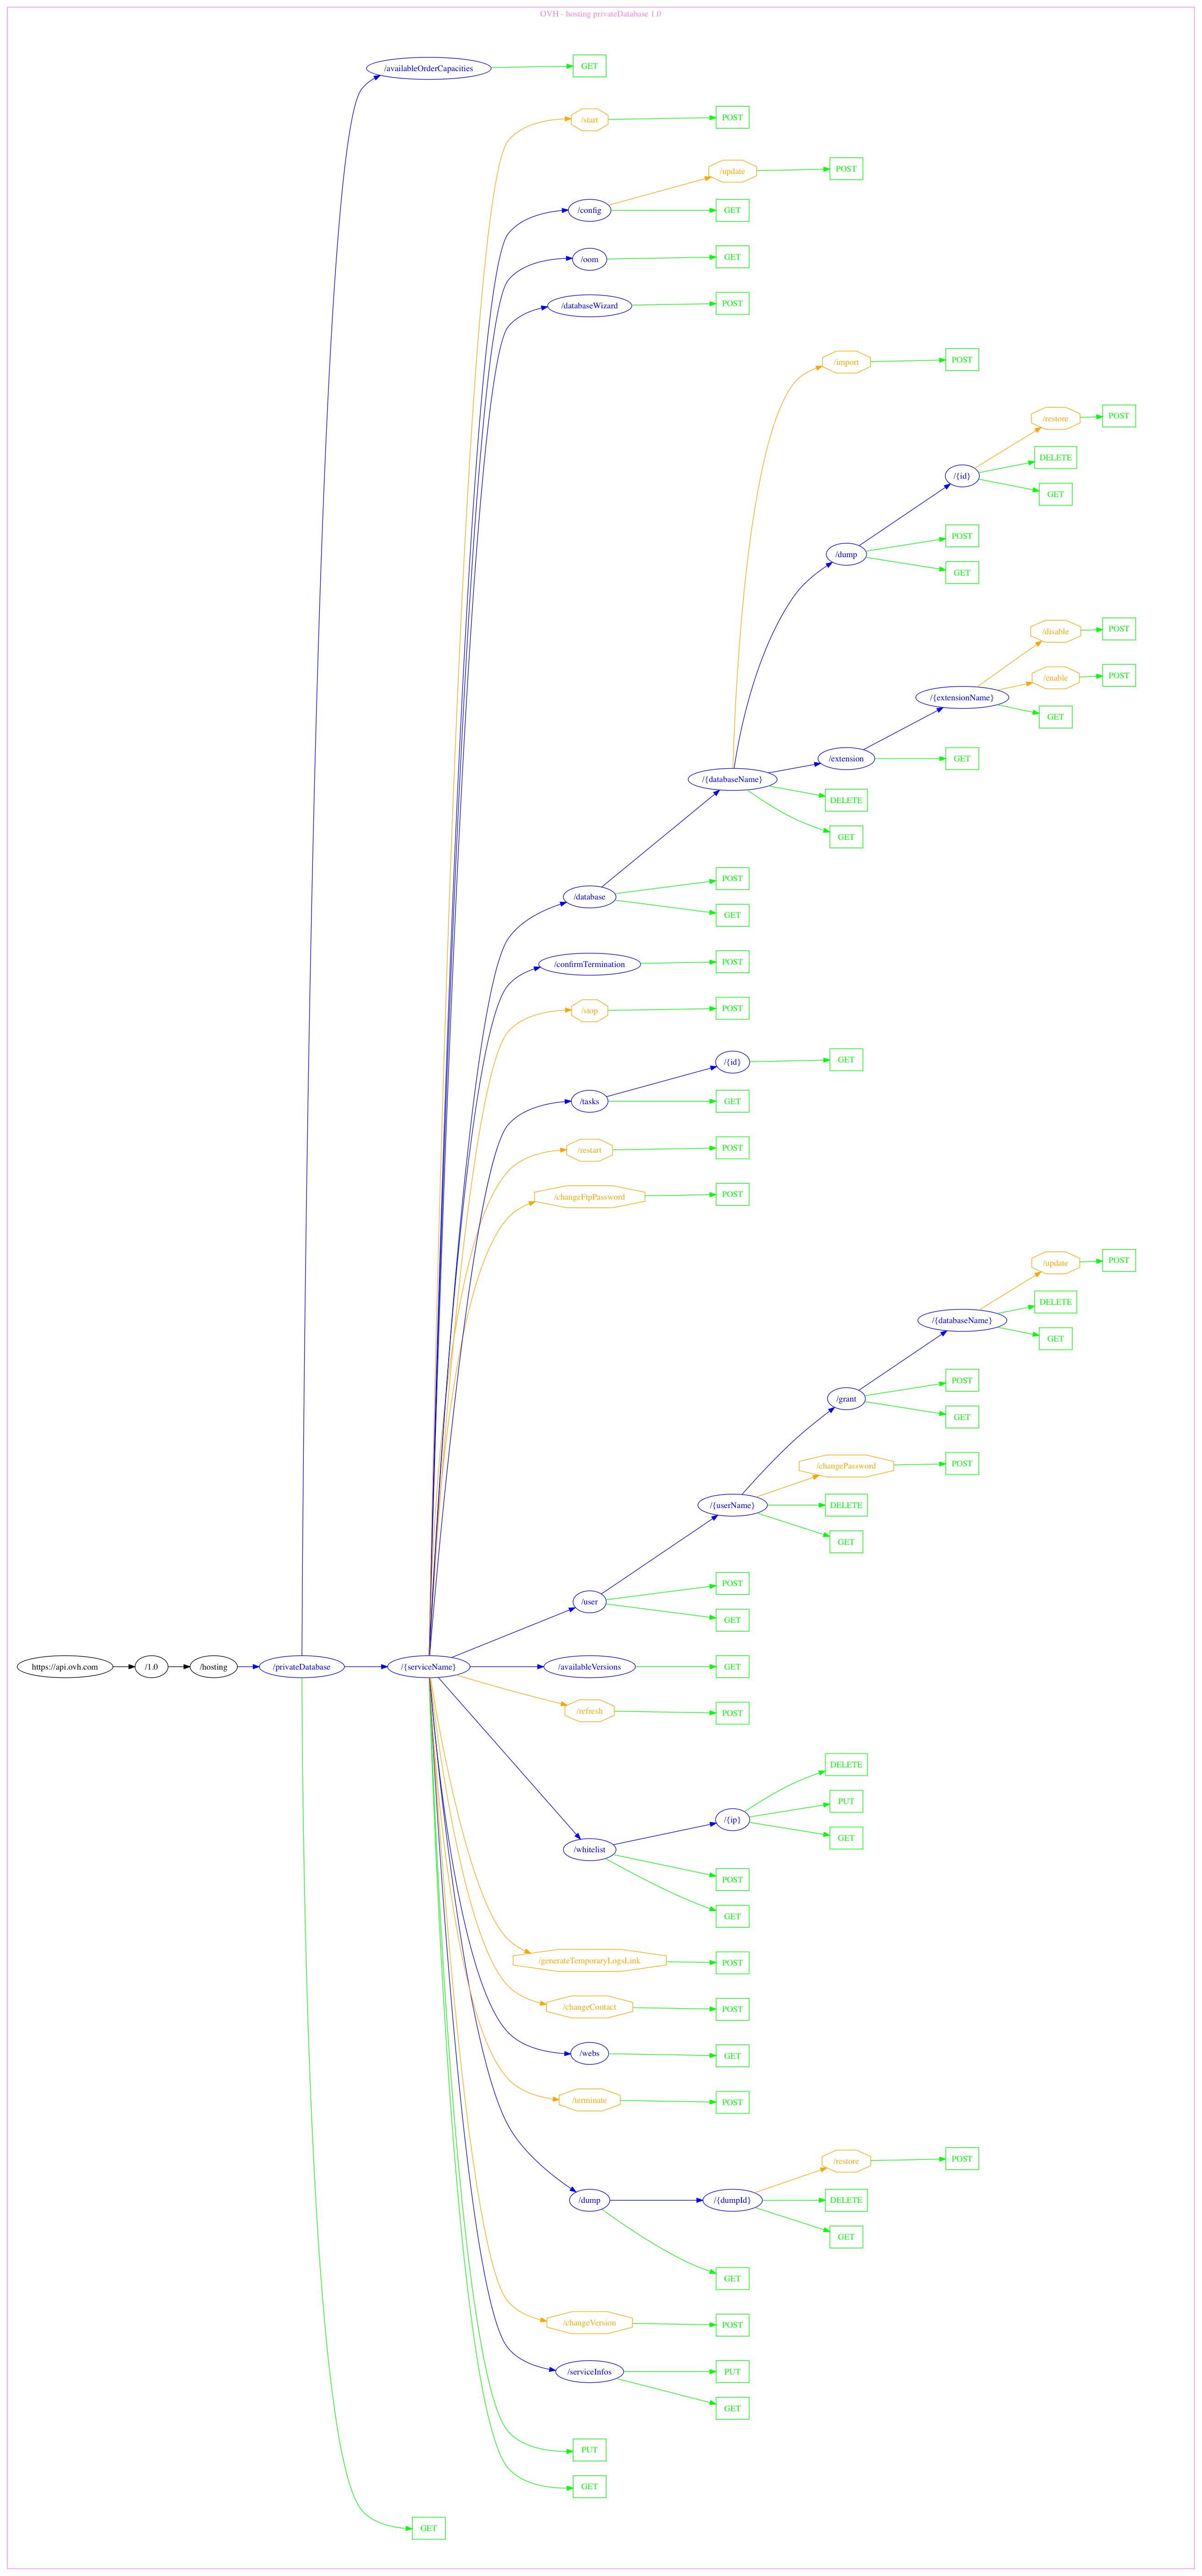 OVH - hosting privateDatabase 1.0
/availableOrderCapacities
GET
/start
POST
/update
POST
/config
GET
/oom
GET
/databaseWizard
POST
/import
POST
/restore
POST
DELETE
/{id}
GET
POST
/dump
GET
/disable
POST
/enable
POST
/{extensionName}
GET
/extension
GET
/{databaseName}
DELETE
GET
POST
/database
GET
/confirmTermination
POST
/stop
POST
/{id}
GET
/tasks
GET
/restart
POST
/changeFtpPassword
POST
/update
POST
DELETE
/{databaseName}
GET
POST
/grant
GET
/changePassword
POST
/{userName}
DELETE
GET
POST
/user
GET
https://api.ovh.com
/1.0
/hosting
/privateDatabase
/{serviceName}
/availableVersions
GET
/refresh
POST
DELETE
PUT
/{ip}
GET
/whitelist
POST
GET
/generateTemporaryLogsLink
POST
/changeContact
POST
/webs
GET
/terminate
POST
/restore
POST
/dump
/{dumpId}
DELETE
GET
GET
/changeVersion
POST
/serviceInfos
PUT
GET
PUT
GET
GET